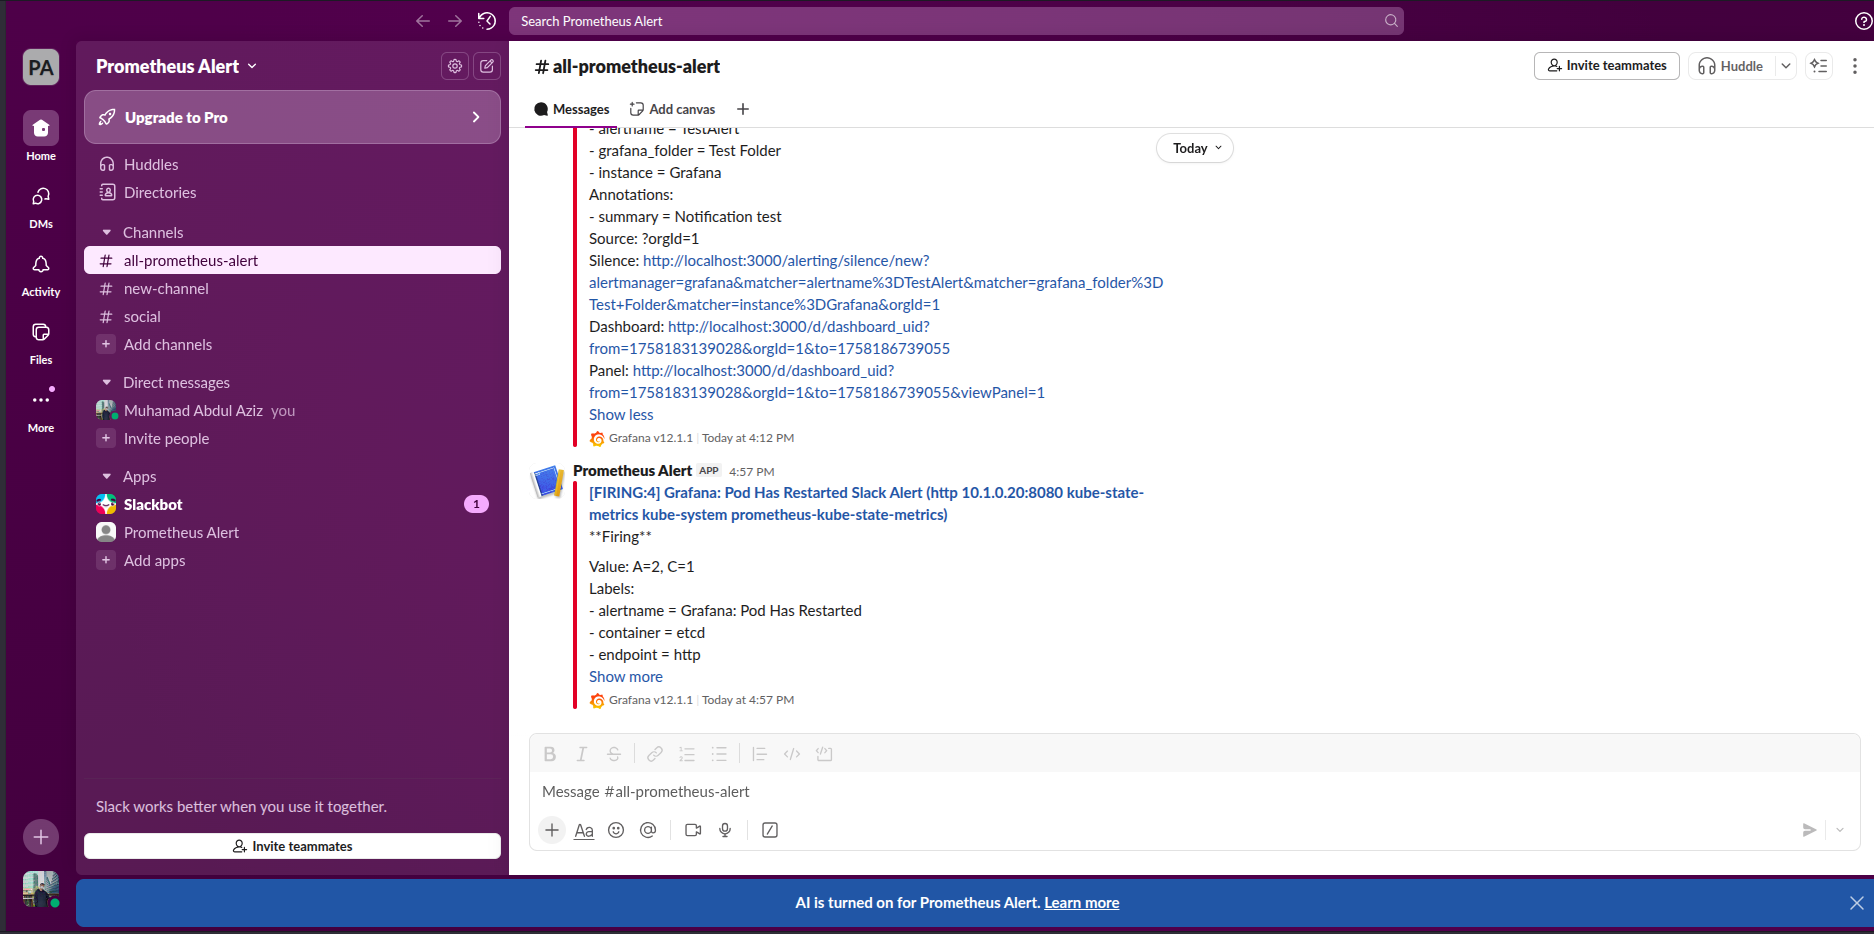 Search Prometheus Alert
PA
Home
DMs
Activity
Files
More
Prometheus Alert
Upgrade to Pro
Huddles
Directories
Channels
# all-prometheus-alert
# new-channel
# social
+ Add channels
Direct messages
Muhamad Abdul Aziz you
+ Invite people
Apps
Slackbot 1
Prometheus Alert
+ Add apps
Slack works better when you use it together.
Invite teammates
# all-prometheus-alert
Invite teammates
Huddle
Messages
Add canvas
Today
- alertname = TestAlert
- grafana_folder = Test Folder
- instance = Grafana
Annotations:
- summary = Notification test
Source: ?orgId=1
Silence: http://localhost:3000/alerting/silence/new?
alertmanager=grafana&matcher=alertname%3DTestAlert&matcher=grafana_folder%3D
Test+Folder&matcher=instance%3DGrafana&orgId=1
Dashboard: http://localhost:3000/d/dashboard_uid?
from=1758183139028&orgId=1&to=1758186739055
Panel: http://localhost:3000/d/dashboard_uid?
from=1758183139028&orgId=1&to=1758186739055&viewPanel=1
Show less
Grafana v12.1.1 | Today at 4:12 PM
Prometheus Alert APP 4:57 PM
[FIRING:4] Grafana: Pod Has Restarted Slack Alert (http 10.1.0.20:8080 kube-state-
metrics kube-system prometheus-kube-state-metrics)
**Firing**
Value: A=2, C=1
Labels:
- alertname = Grafana: Pod Has Restarted
- container = etcd
- endpoint = http
Show more
Grafana v12.1.1 | Today at 4:57 PM
Message #all-prometheus-alert
Aa
AI is turned on for Prometheus Alert. Learn more